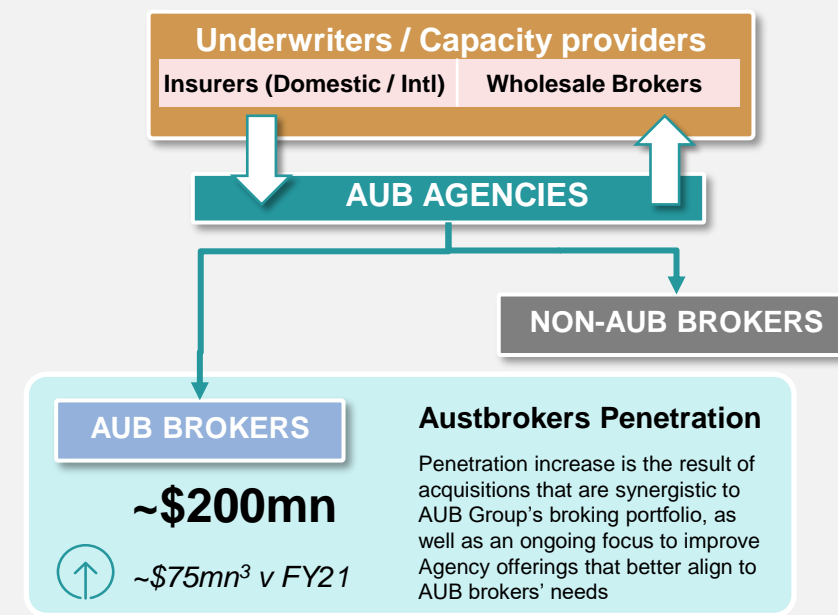 Underwriters / Capacity providers
Insurers (Domestic / Intl) Wholesale Brokers
AUB AGENCIES
NON-AUB BROKERS
AUB BROKERS
~$200mn
~$75mn³ v FY21
Austbrokers Penetration
Penetration increase is the result of
acquisitions that are synergistic to
AUB Group’s broking portfolio, as
well as an ongoing focus to improve
Agency offerings that better align to
AUB brokers’ needs